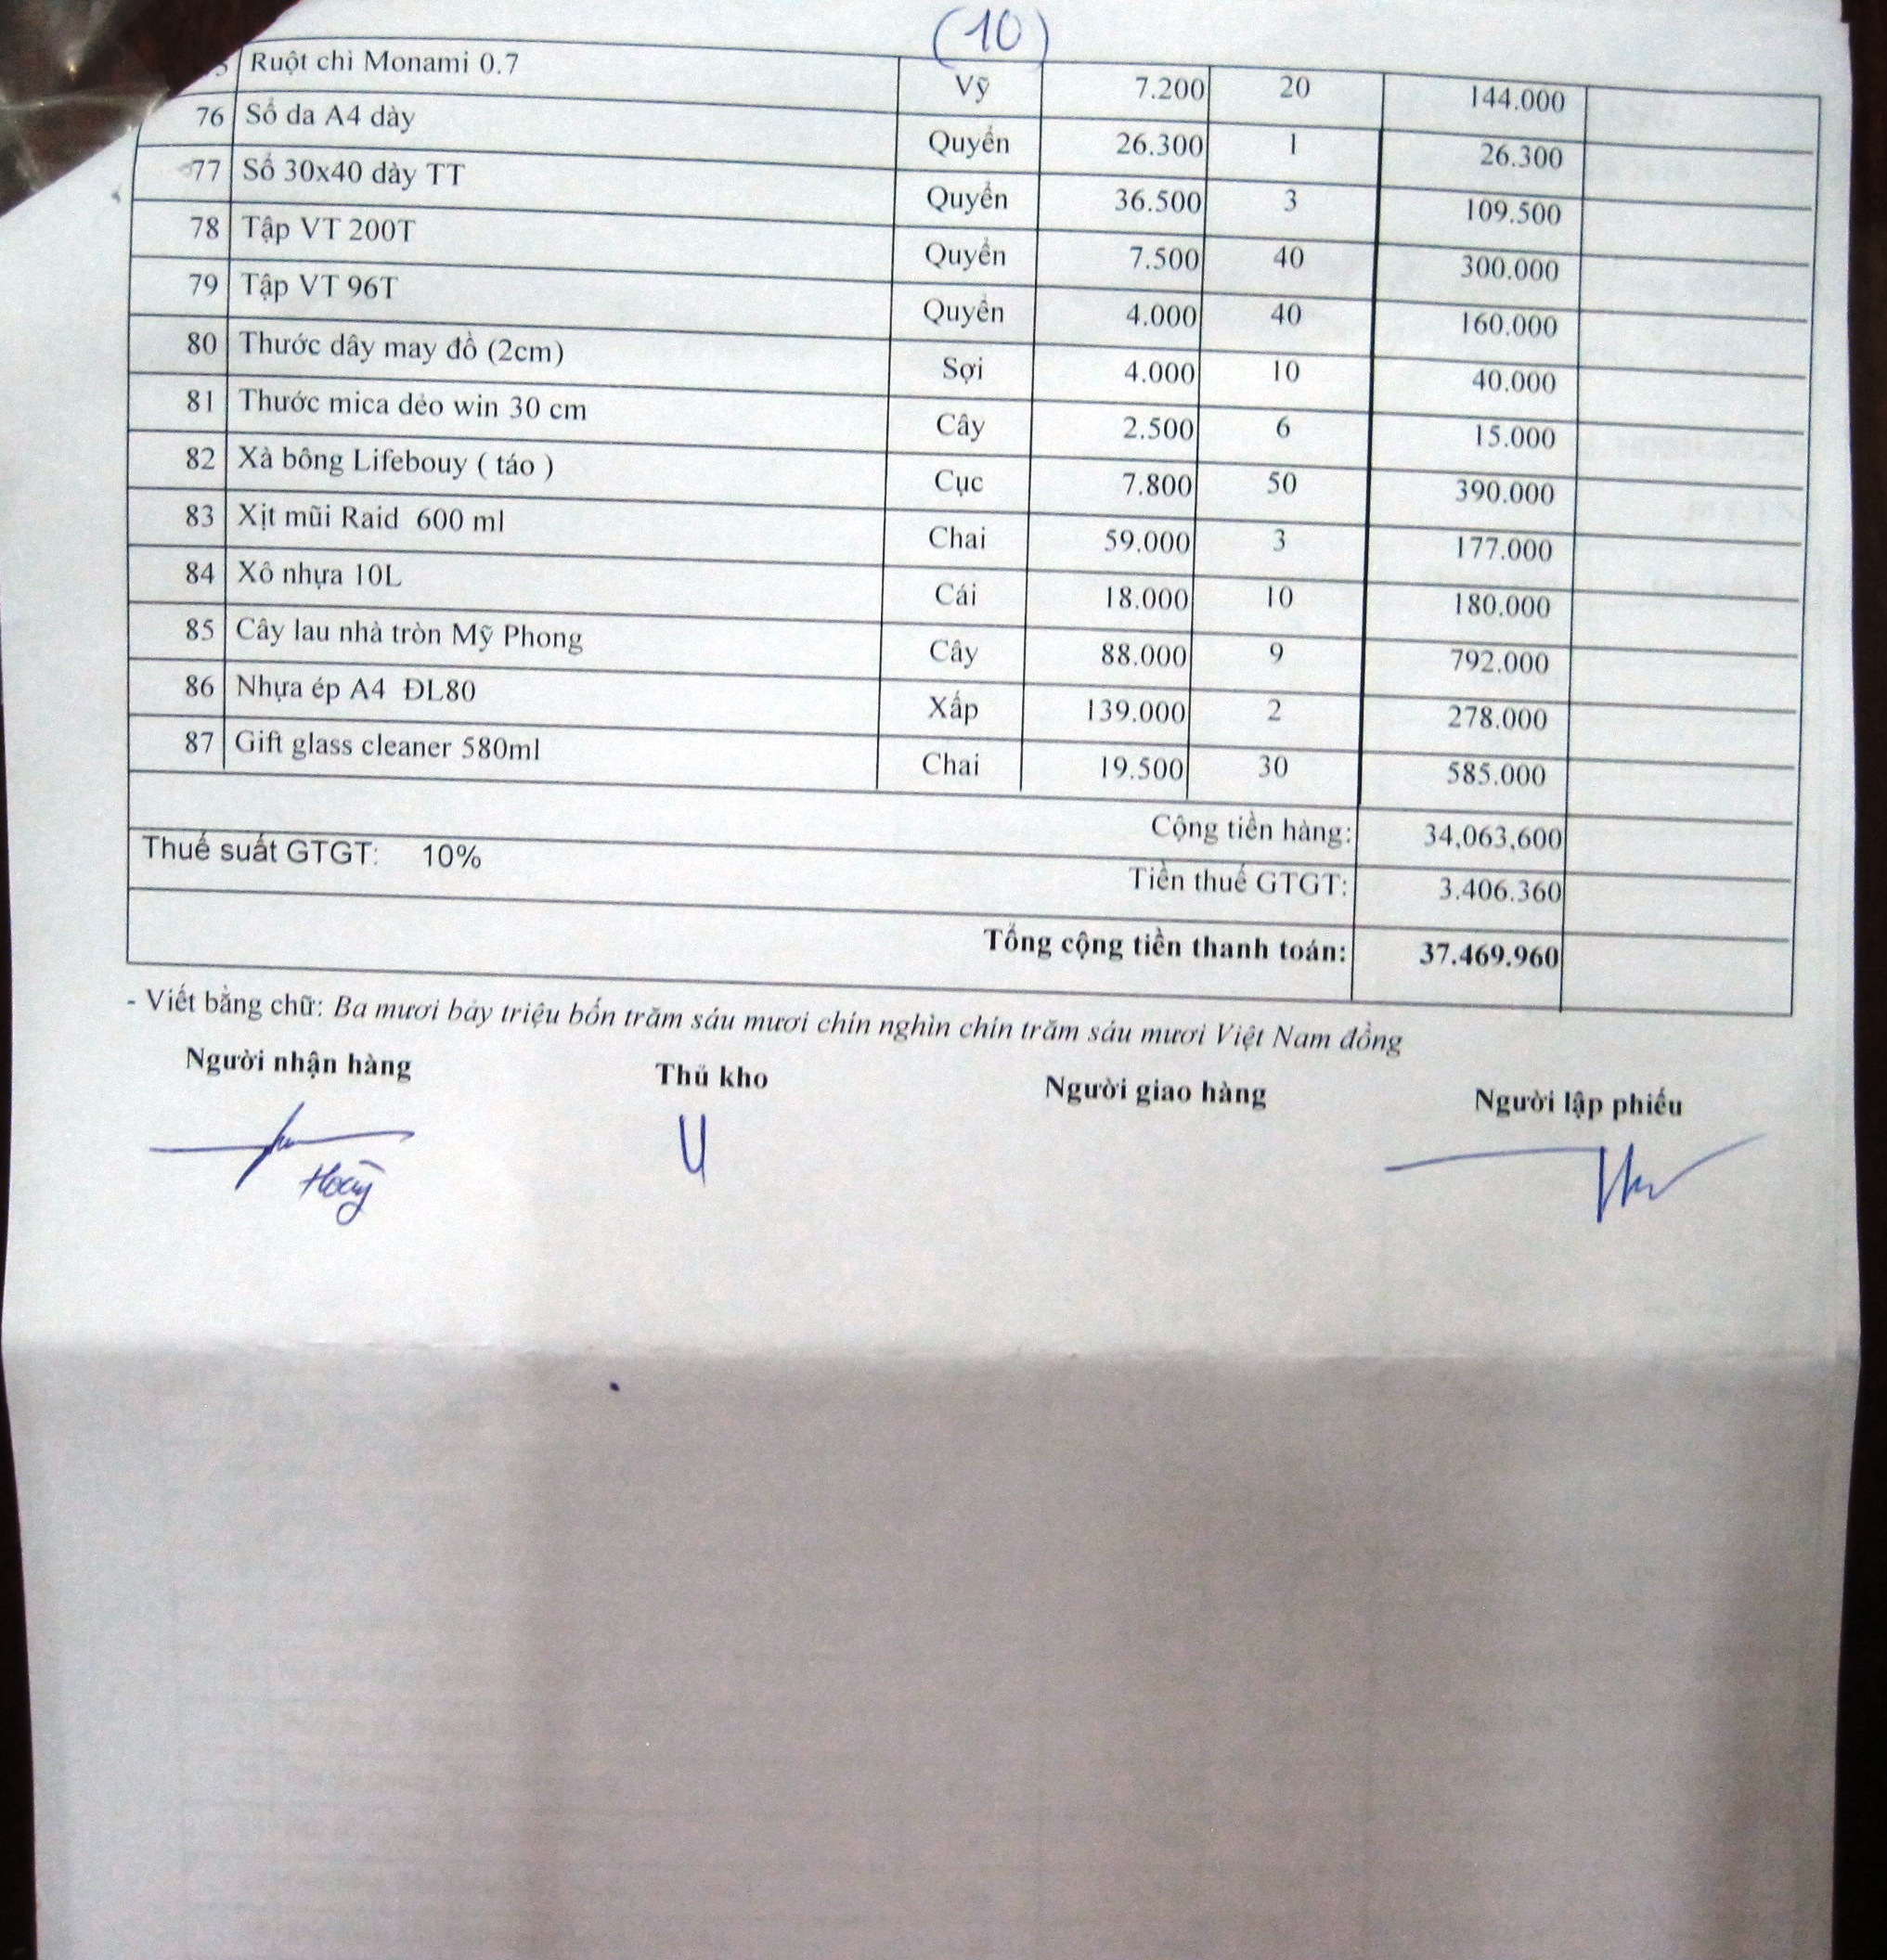 (10)
Ruột chì Monami 0.7 Vỹ 7.200 20 144.000
76 Sổ da A4 dày Quyển 26.300 1 26.300
77 Sổ 30x40 dày TT Quyển 36.500 3 109.500
78 Tập VT 200T Quyển 7.500 40 300.000
79 Tập VT 96T Quyển 4.000 40 160.000
80 Thước dây may đồ (2cm) Sợi 4.000 10 40.000
81 Thước mica dẻo win 30 cm Cây 2.500 6 15.000
82 Xà bông Lifebouy ( táo ) Cục 7.800 50 390.000
83 Xịt mũi Raid 600 ml Chai 59.000 3 177.000
84 Xô nhựa 10L Cái 18.000 10 180.000
85 Cây lau nhà tròn Mỹ Phong Cây 88.000 9 792.000
86 Nhựa ép A4 ĐL80 Xấp 139.000 2 278.000
87 Gift glass cleaner 580ml Chai 19.500 30 585.000
Cộng tiền hàng: 34,063,600
Thuế suất GTGT: 10% Tiền thuế GTGT: 3.406.360
Tổng cộng tiền thanh toán: 37.469.960
- Viết bằng chữ: Ba mươi bảy triệu bốn trăm sáu mươi chín nghìn chín trăm sáu mươi Việt Nam đồng
Người nhận hàng Thủ kho Người giao hàng Người lập phiếu